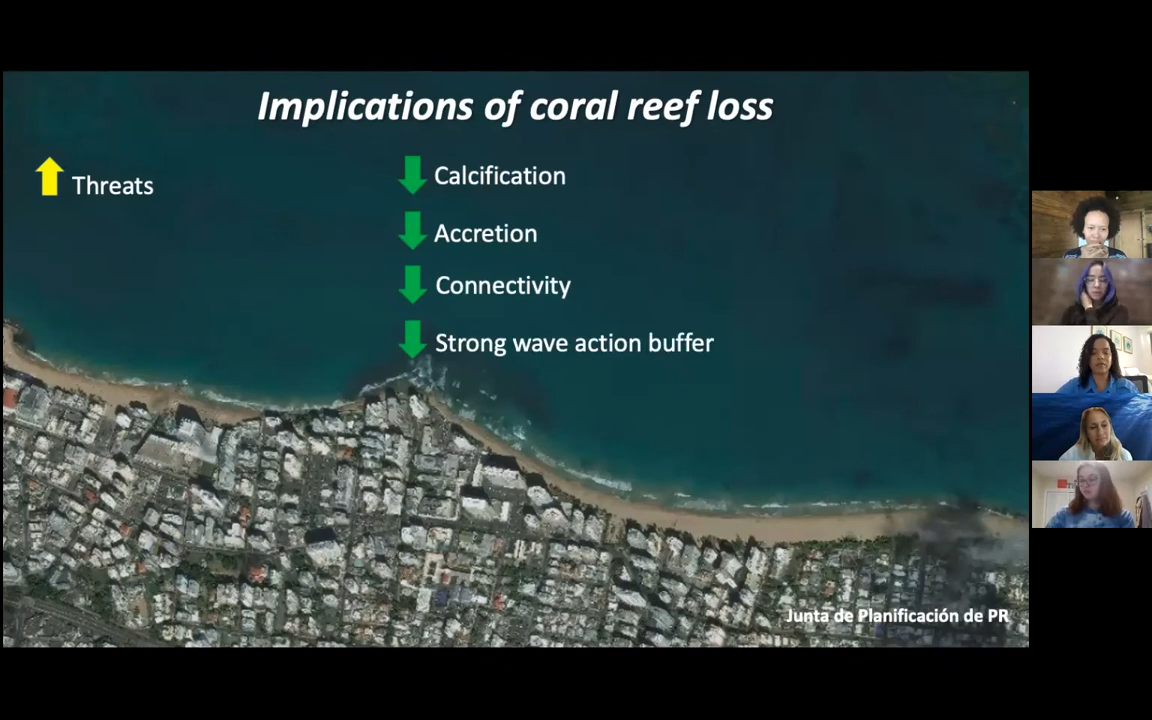 Implications of coral reef loss
Threats
Calcification
Accretion
Connectivity
Strong wave action buffer
Junta de Planificación de PR